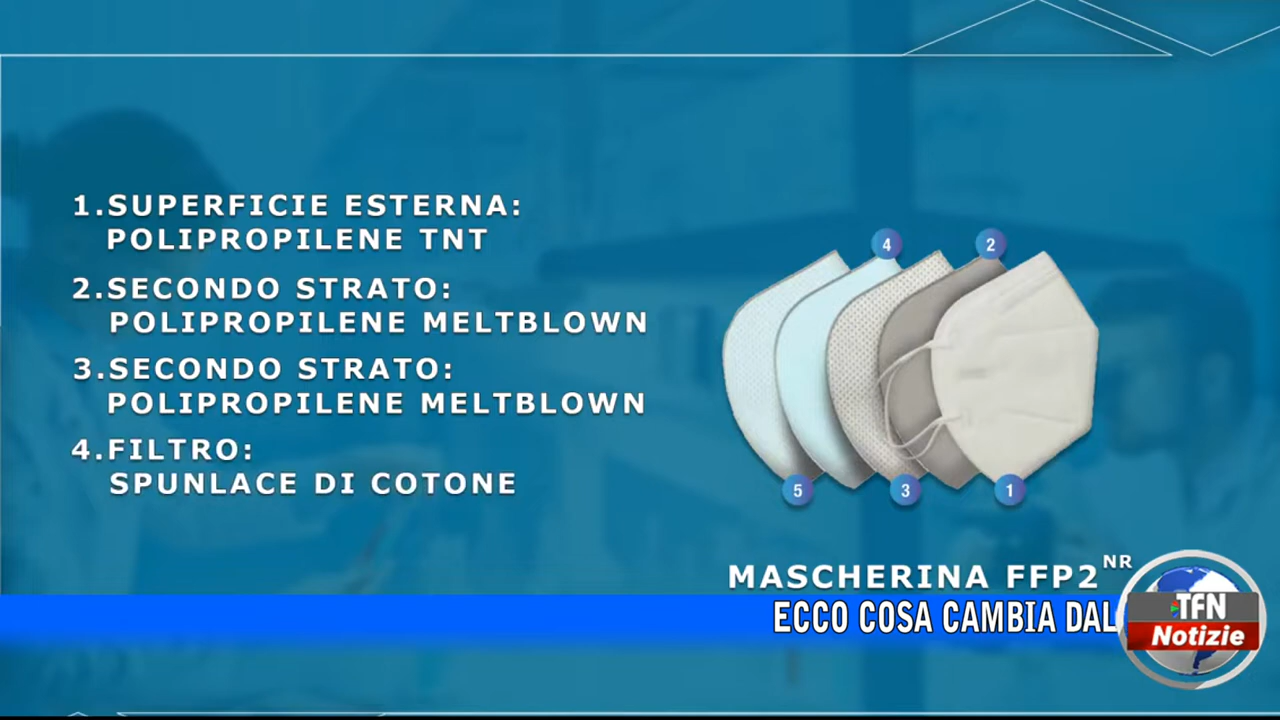 1.SUPERFICIE ESTERNA:
POLIPROPILENE TNT
2.SECONDO STRATO:
POLIPROPILENE MELTBLOWN
3.SECONDO STRATO:
POLIPROPILENE MELTBLOWN
4.FILTRO:
SPUNLACE DI COTONE
4
2
5
3
1
MASCHERINA FFP2 NR
ECCO COSA CAMBIA DAL
TFN
Notizie